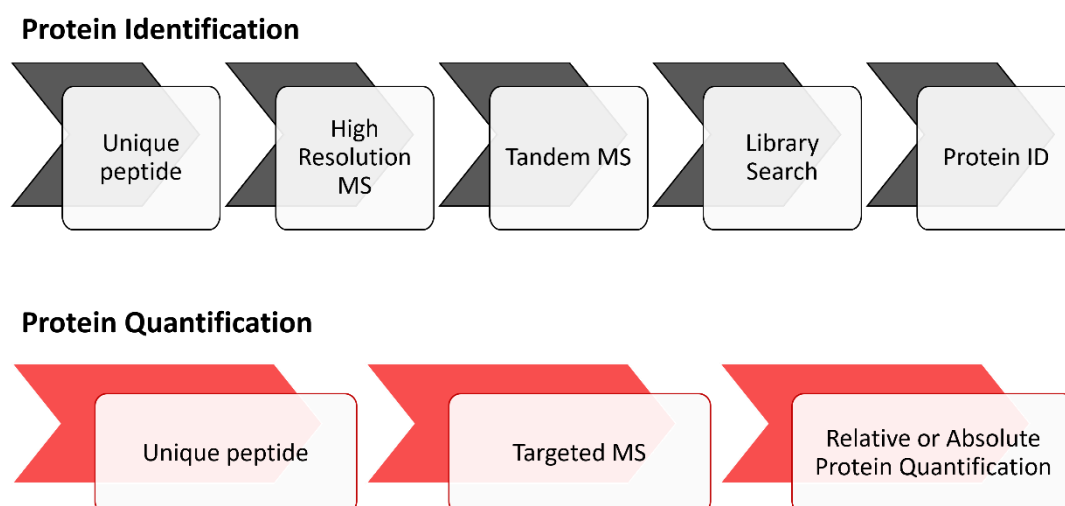 Protein Identification
Unique
peptide
High
Resolution
MS
Tandem MS
Library
Search
Protein ID
Protein Quantification
Unique peptide
Targeted MS
Relative or Absolute
Protein Quantification